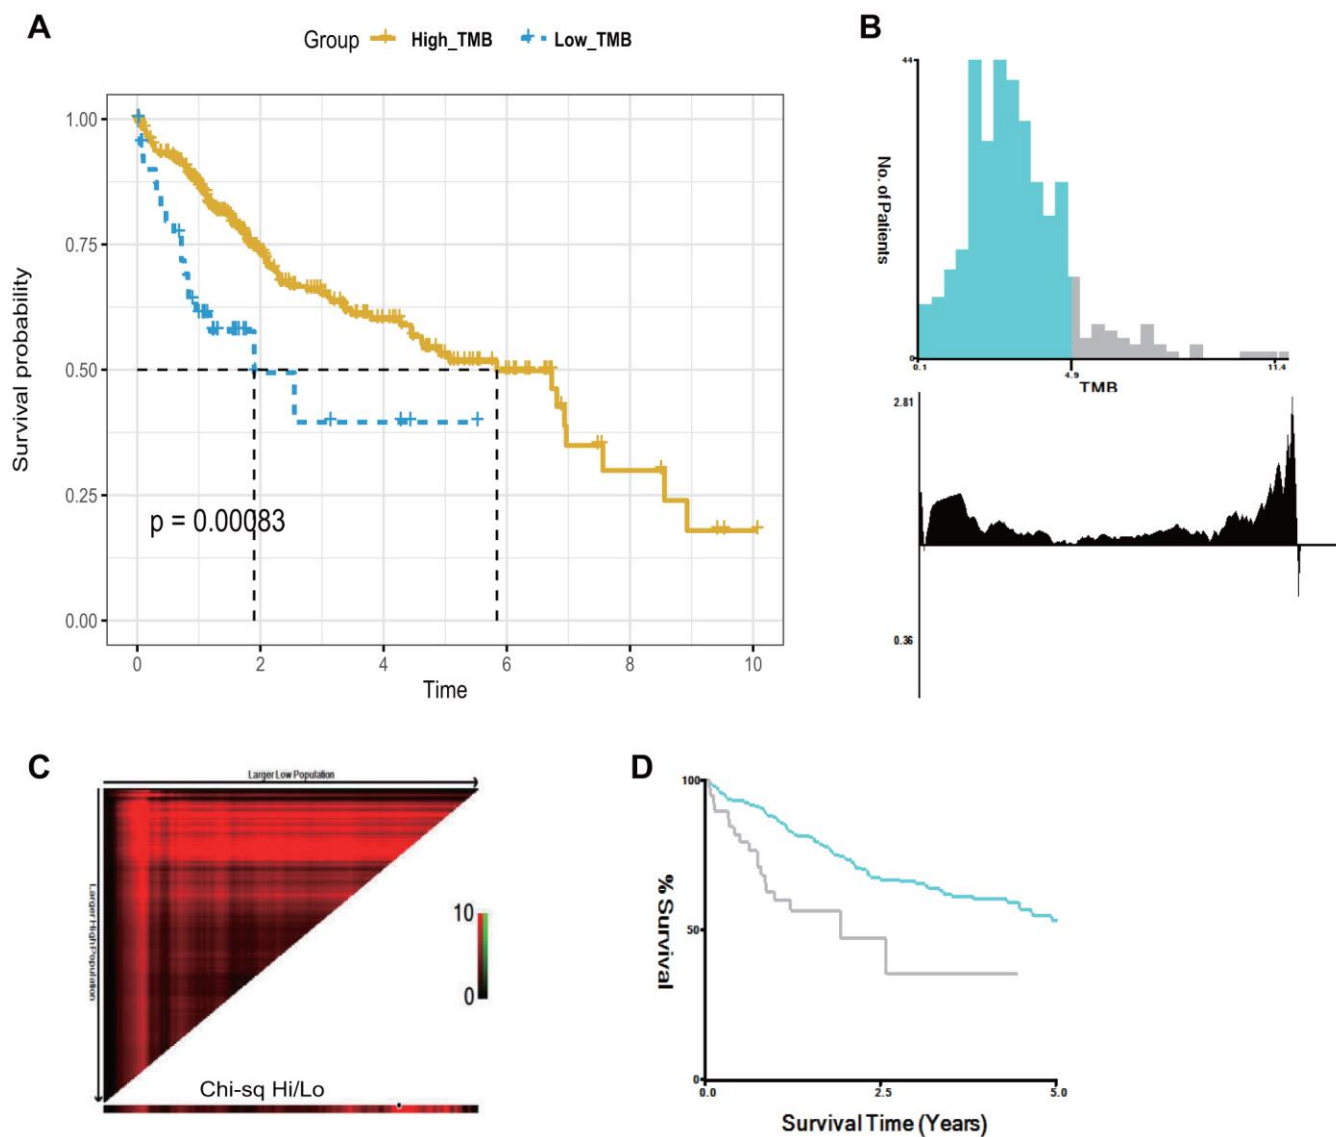 A
Group High_TMB Low_TMB
Survival probability
1.00
0.75
0.50
0.25
0.00
p = 0.00083
0 2 4 6 8 10
Time
B
No. of Patients
44
0
0.1 4.9 11.4
TMB
2.81
0.36
C
Larger Low Population
Larger High Population
10
0
Chi-sq Hi/Lo
D
% Survival
100
50
0
0.0 2.5 5.0
Survival Time (Years)